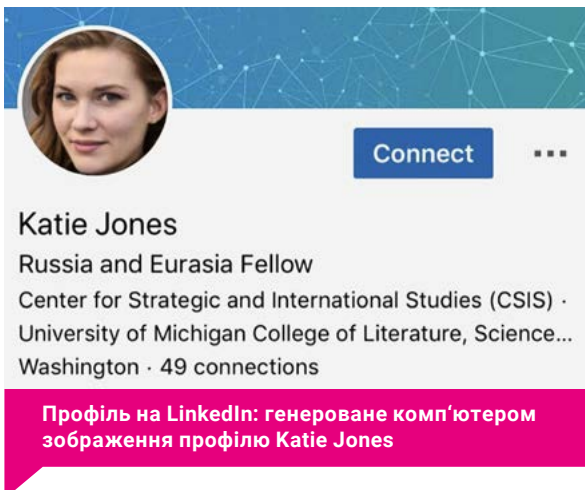 Connect
Katie Jones
Russia and Eurasia Fellow
Center for Strategic and International Studies (CSIS) ·
University of Michigan College of Literature, Science...
Washington · 49 connections
Профіль на LinkedIn: генероване комп‘ютером
зображення профілю Katie Jones